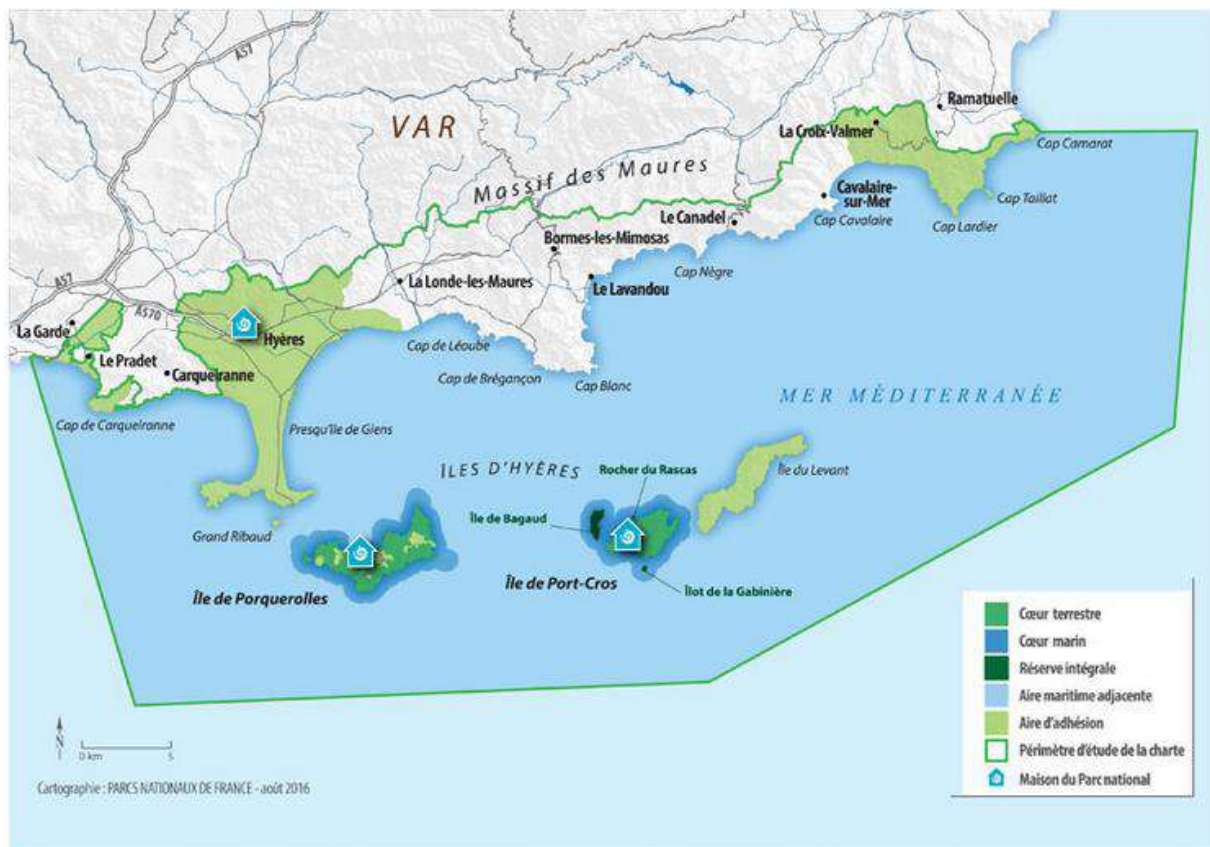 A57
VAR
Massif des Maures
Ramatuelle
La Croix-Valmer
Cap Camarat
Cavalaire-
sur-Mer
Cap Taillat
Cap Lardier
Le Canadel
Cap Cavalaire
Bormes-les-Mimosas
Cap Nègre
La Londe-les-Maures
Le Lavandou
A57
A570
La Garde
Hyères
Le Pradet
Carqueiranne
Cap de Léoube
Cap de Brégançon
Cap Blanc
MER MÉDITERRANÉE
Cap de Carqueiranne
Presqu'île de Giens
ÎLES D'HYÈRES
Rocher du Rascas
Île du Levant
Île de Bagaud
Grand Ribaud
Île de Port-Cros
Îlot de la Gabinière
Île de Porquerolles
Cœur terrestre
Cœur marin
Réserve intégrale
Aire maritime adjacente
Aire d'adhésion
Périmètre d'étude de la charte
Maison du Parc national
N
0 km 5
Cartographie : PARCS NATIONAUX DE FRANCE - août 2016